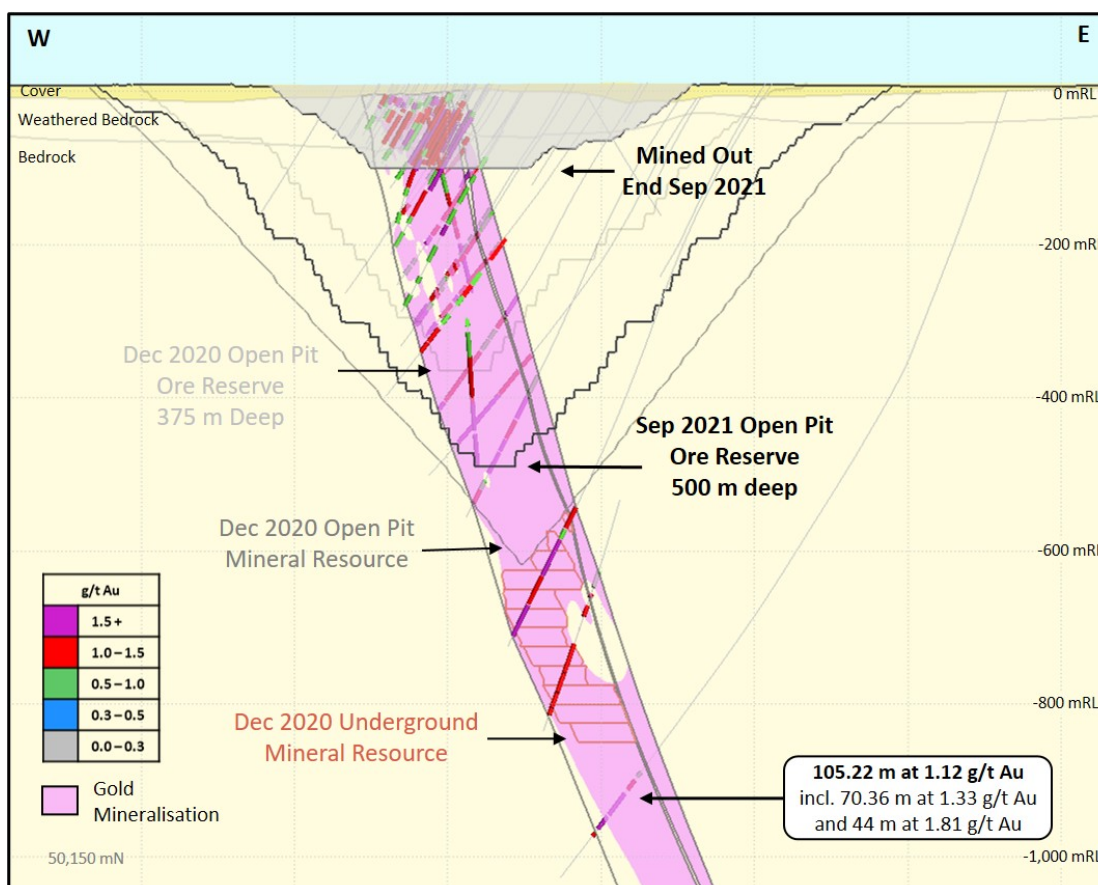 W
E
Cover
0 mRL
Weathered Bedrock
Bedrock
Mined Out
End Sep 2021
-200 mRL
Dec 2020 Open Pit
Ore Reserve
375 m Deep
-400 mRL
Sep 2021 Open Pit
Ore Reserve
500 m deep
Dec 2020 Open Pit
Mineral Resource
-600 mRL
g/t Au
1.5 +
1.0 – 1.5
0.5 – 1.0
0.3 – 0.5
0.0 – 0.3
-800 mRL
Dec 2020 Underground
Mineral Resource
Gold
Mineralisation
105.22 m at 1.12 g/t Au
incl. 70.36 m at 1.33 g/t Au
and 44 m at 1.81 g/t Au
50,150 mN
-1,000 mRL